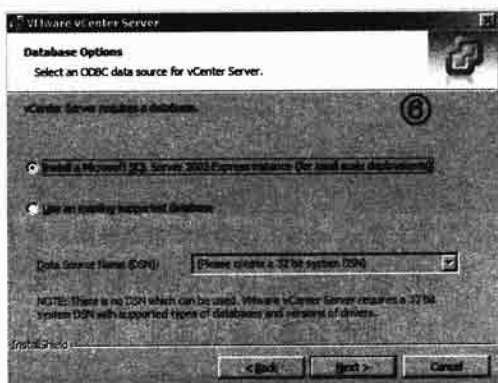 VMware vCenter Server
Database Options
Select an ODBC data source for vCenter Server.
vCenter Server requires a database.
6
Install a Microsoft SQL Server 2005 Express instance (for small scale deployments)
Use an existing supported database
Data Source Name (DSN):
(Please create a 32 bit system DSN)
NOTE: There is no DSN which can be used. VMware vCenter Server requires a 32 bit
system DSN with supported types of databases and versions of drivers.
InstallShield
< Back
Next >
Cancel